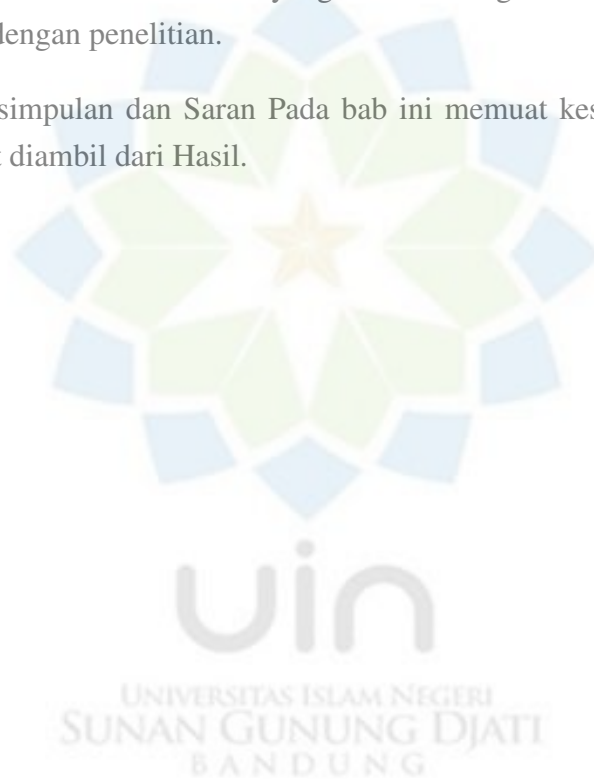 dengan penelitian.
simpulan dan Saran Pada bab ini memuat kes
diambil dari Hasil.
uin
UNIVERSITAS ISLAM NEGERI
SUNAN GUNUNG DJATI
BANDUNG